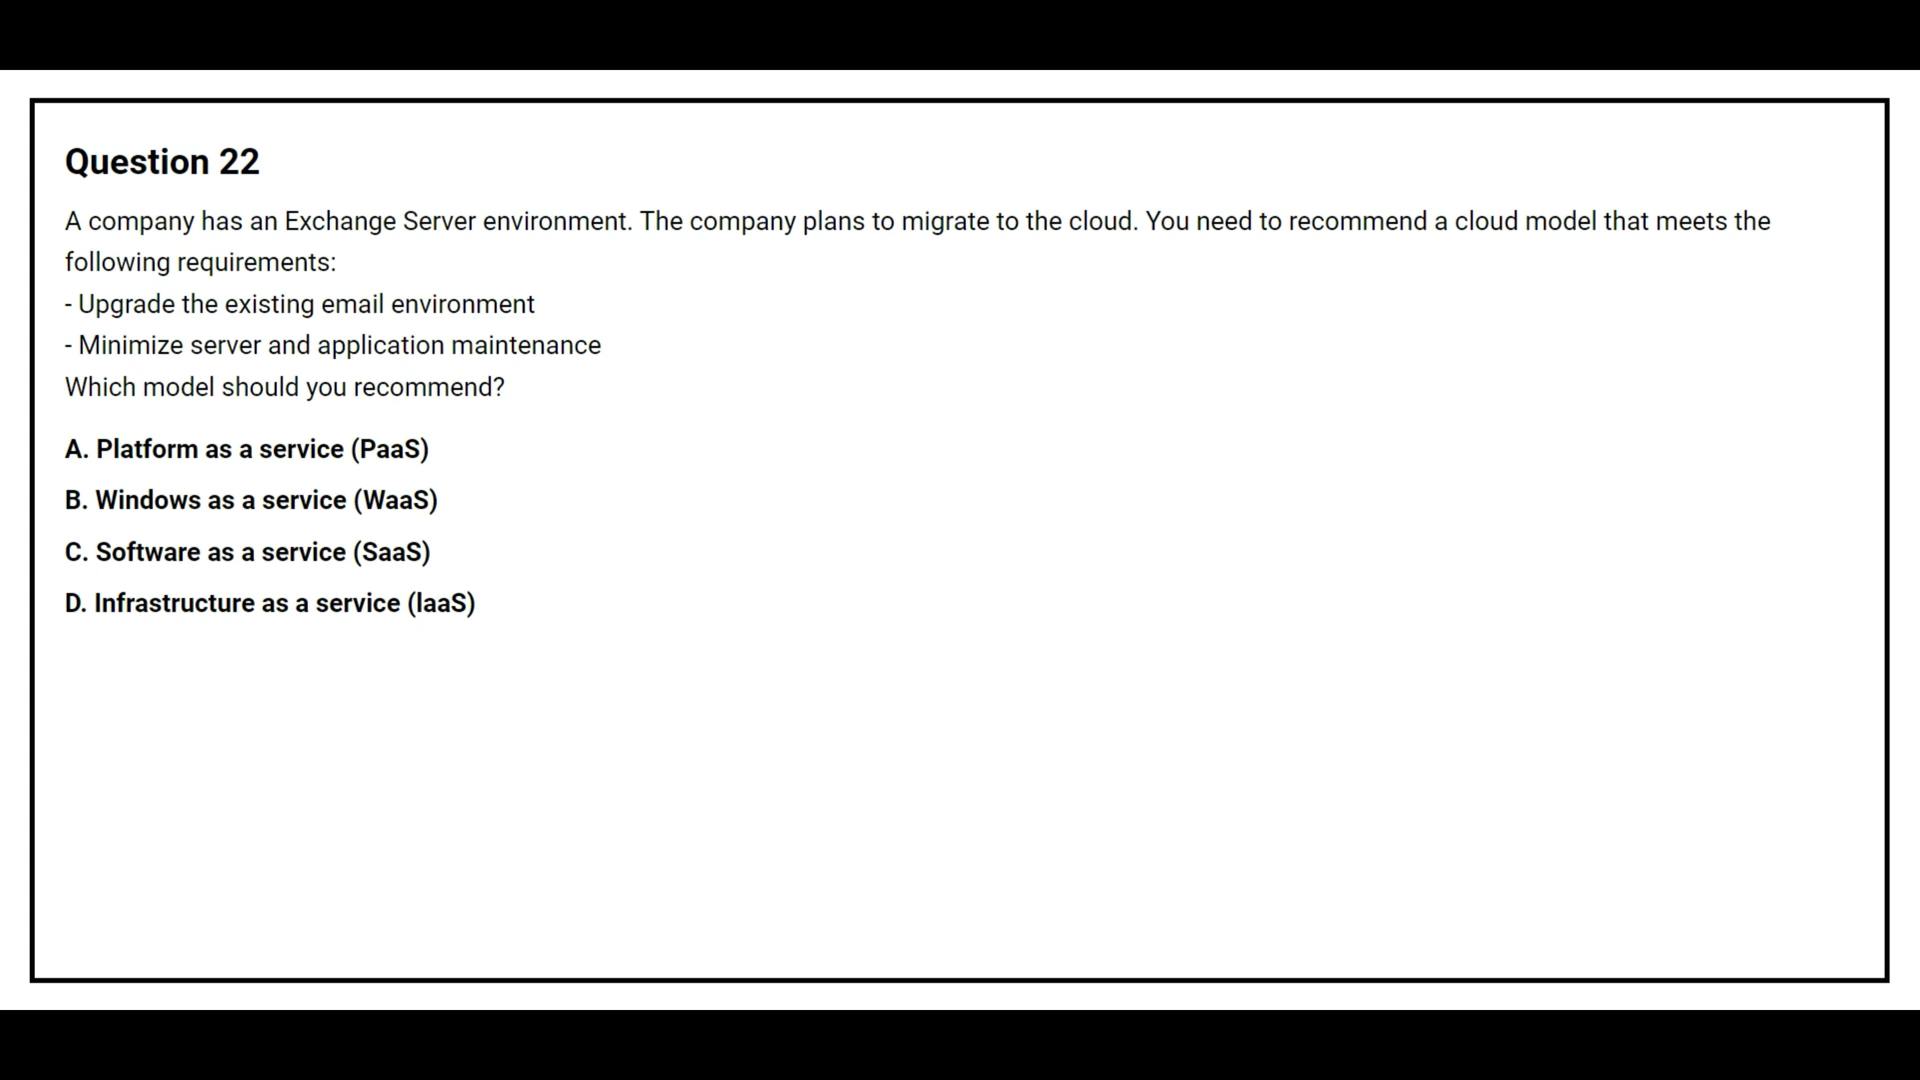 Question 22
A company has an Exchange Server environment. The company plans to migrate to the cloud. You need to recommend a cloud model that meets the
following requirements:
- Upgrade the existing email environment
- Minimize server and application maintenance
Which model should you recommend?
A. Platform as a service (PaaS)
B. Windows as a service (WaaS)
C. Software as a service (SaaS)
D. Infrastructure as a service (IaaS)